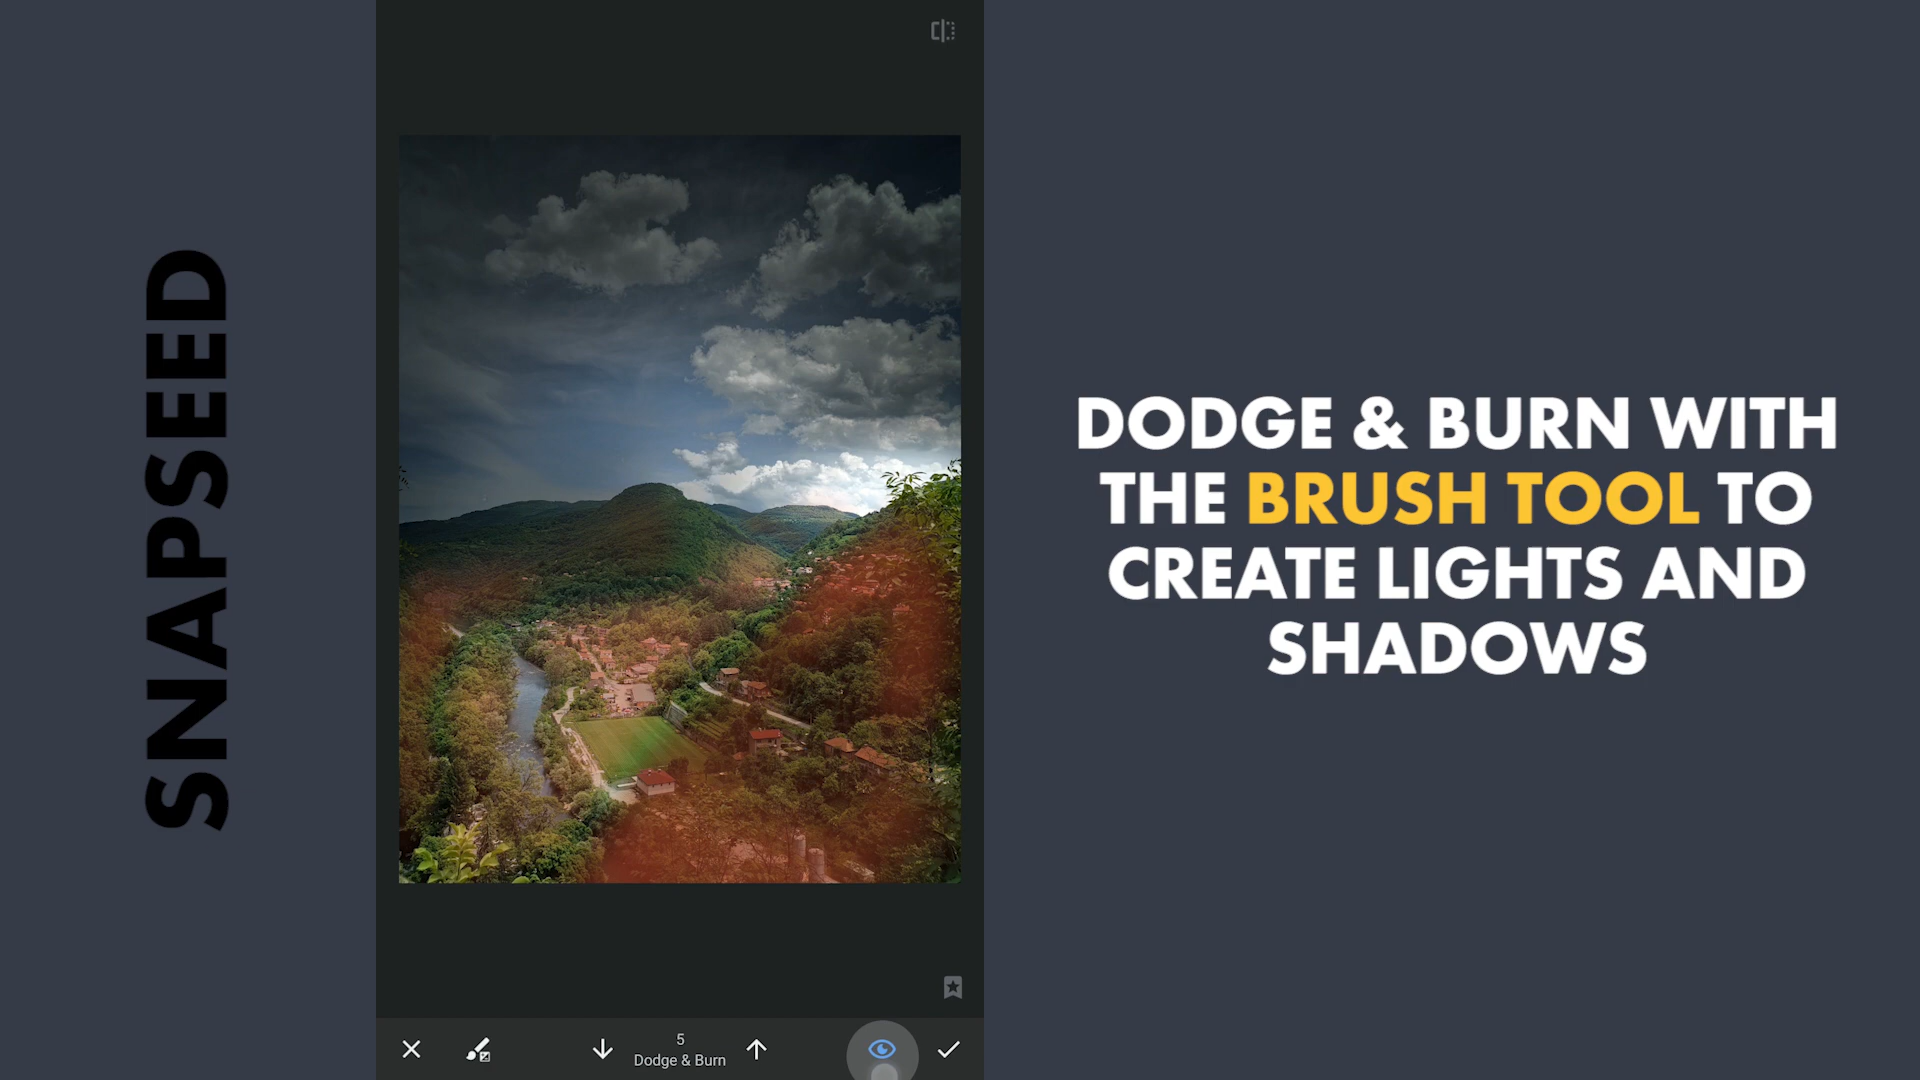 SNAPSEED
5
Dodge & Burn
DODGE & BURN WITH
THE BRUSH TOOL TO
CREATE LIGHTS AND
SHADOWS